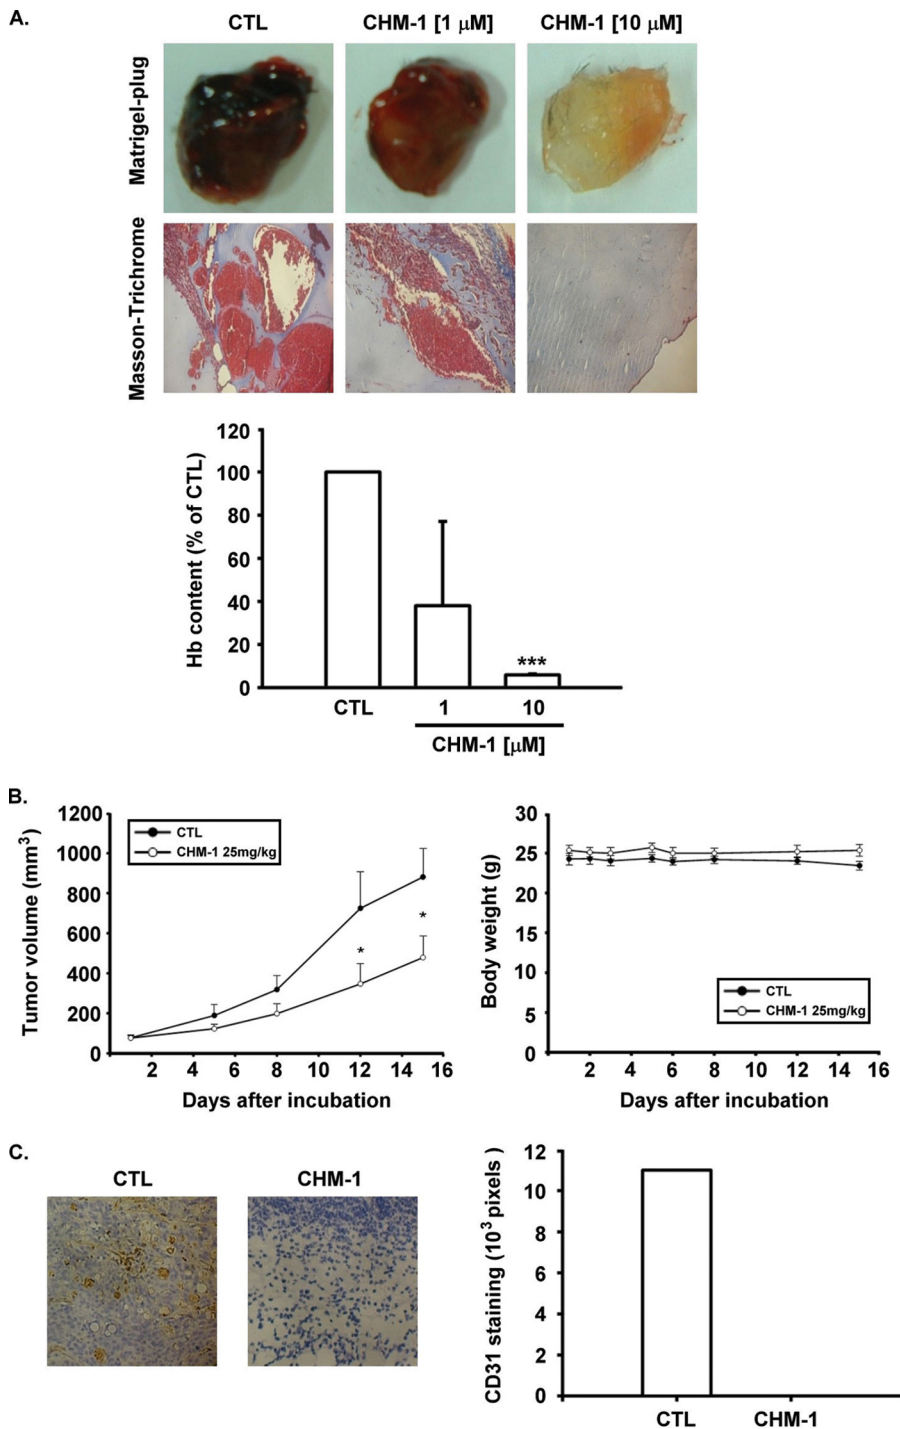 A.
CTL
CHM-1 [1 μM]
CHM-1 [10 μM]
Matrigel-plug
Masson-Trichrome
Hb content (% of CTL)
120
100
80
60
40
20
0
***
CTL
1
10
CHM-1 [μM]
B.
Tumor volume (mm³)
1200
1000
800
600
400
200
0
CTL
CHM-1 25mg/kg
*
*
2 4 6 8 10 12 14 16
Days after incubation
Body weight (g)
30
25
20
15
10
5
0
CTL
CHM-1 25mg/kg
2 4 6 8 10 12 14 16
Days after incubation
C.
CTL
CHM-1
CD31 staining (10³ pixels )
12
10
8
6
4
2
0
CTL
CHM-1